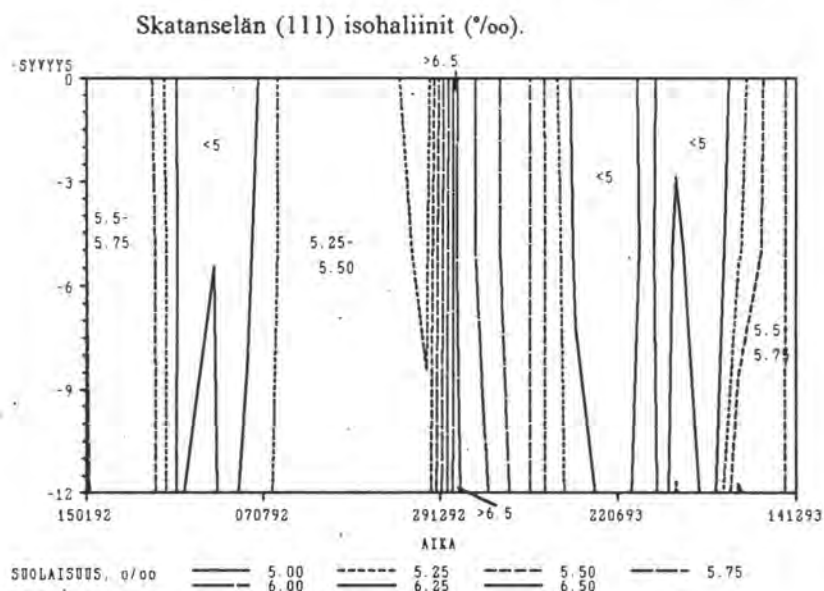 Skatanselän (111) isohaliinit (‰).
>6.5
-SYVYYS
0
<5
<5
-3
<5
5.5-
5.75
5.25-
5.50
-6
5.5
5.75
-9
-12
150192 070792 291292 >6.5 220693 141293
AIKA
SUOLAISUUS, o/oo 5.00 5.25 5.50 5.75
6.00 6.25 6.50